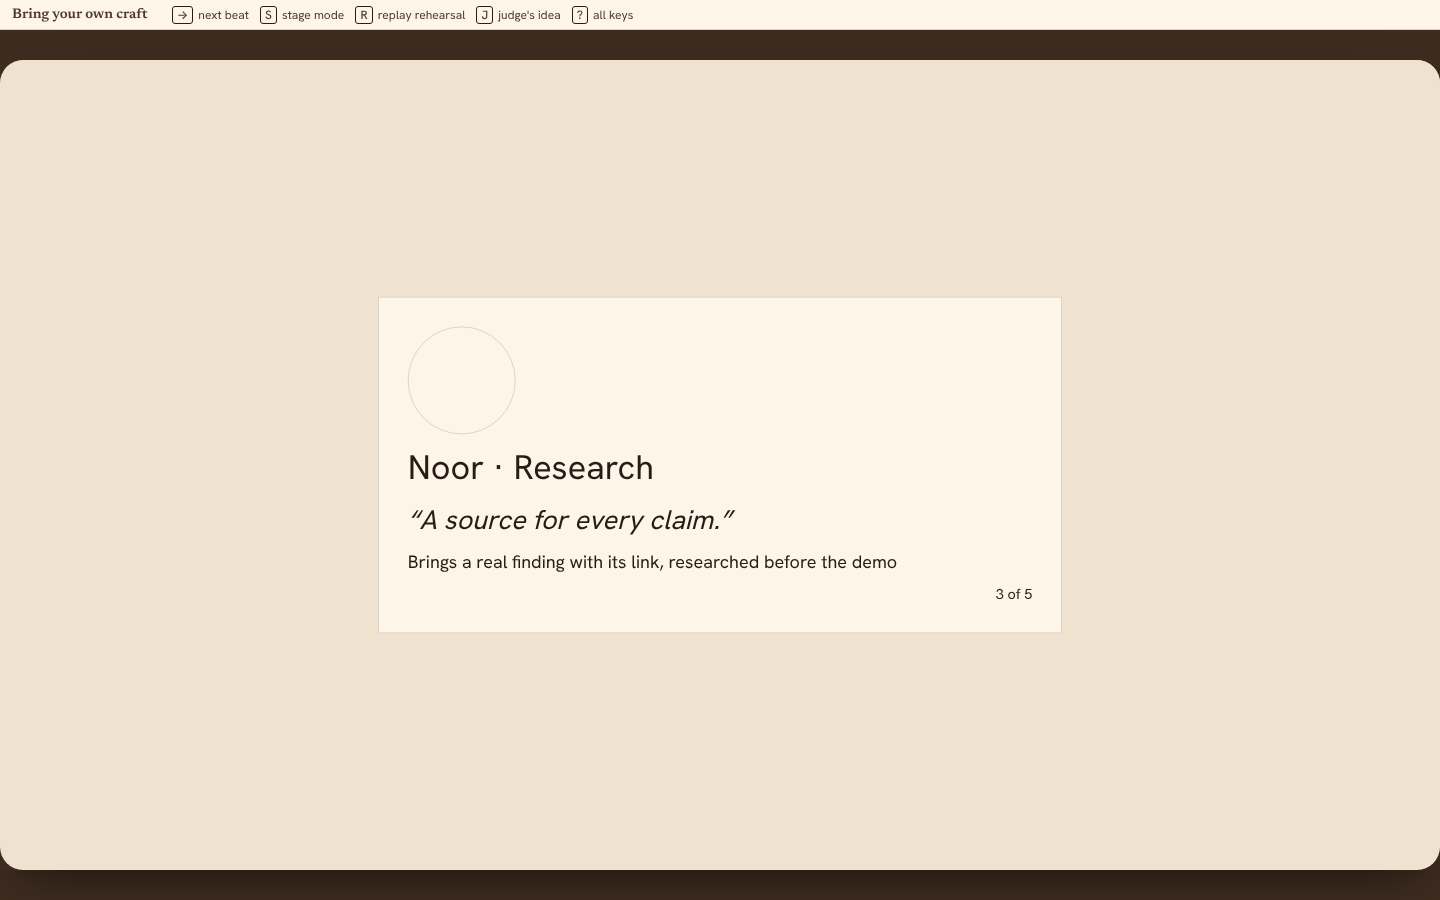 Bring your own craft → next beat S stage mode R replay rehearsal J judge's idea ? all keys
Noor · Research
“A source for every claim.”
Brings a real finding with its link, researched before the demo
3 of 5